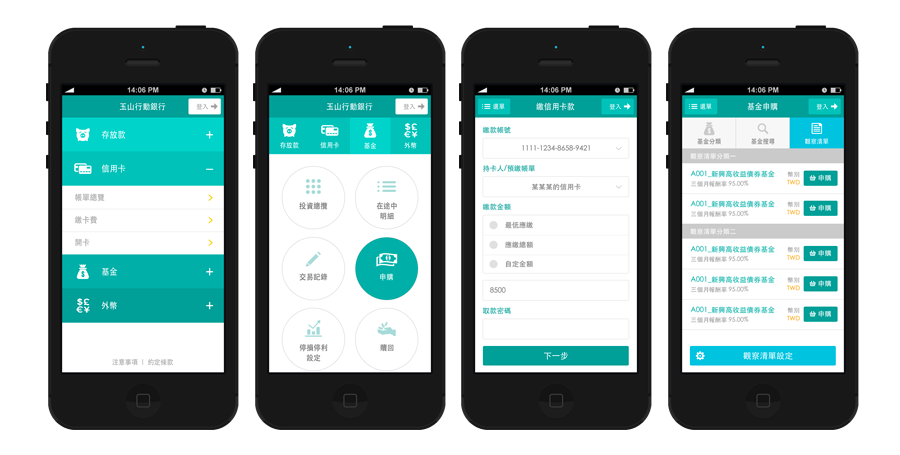 14:06 PM
玉山行動銀行
登入
存放款
信用卡
帳單總覽
繳卡費
開卡
基金
外幣
注意事項 | 約定條款
14:06 PM
玉山行動銀行
登入
存放款
信用卡
基金
外幣
投資總攬
在途中
明細
交易記錄
申購
停損停利
設定
贖回
14:06 PM
選單
繳信用卡款
登入
繳款帳號
1111-1234-8658-9421
持卡人/預繳帳單
某某某的信用卡
繳款金額
最低應繳
應繳總額
自定金額
8500
取款密碼
下一步
14:06 PM
選單
基金申購
登入
基金分類
基金搜尋
觀察清單
觀察清單分類一
A001_新興高收益債券基金
三個月報酬率 95.00%
幣別
TWD
申購
A001_新興高收益債券基金
三個月報酬率 95.00%
幣別
TWD
申購
觀察清單分類二
A001_新興高收益債券基金
三個月報酬率 95.00%
幣別
TWD
申購
A001_新興高收益債券基金
三個月報酬率 95.00%
幣別
TWD
申購
A001_新興高收益債券基金
三個月報酬率 95.00%
幣別
TWD
申購
觀察清單設定